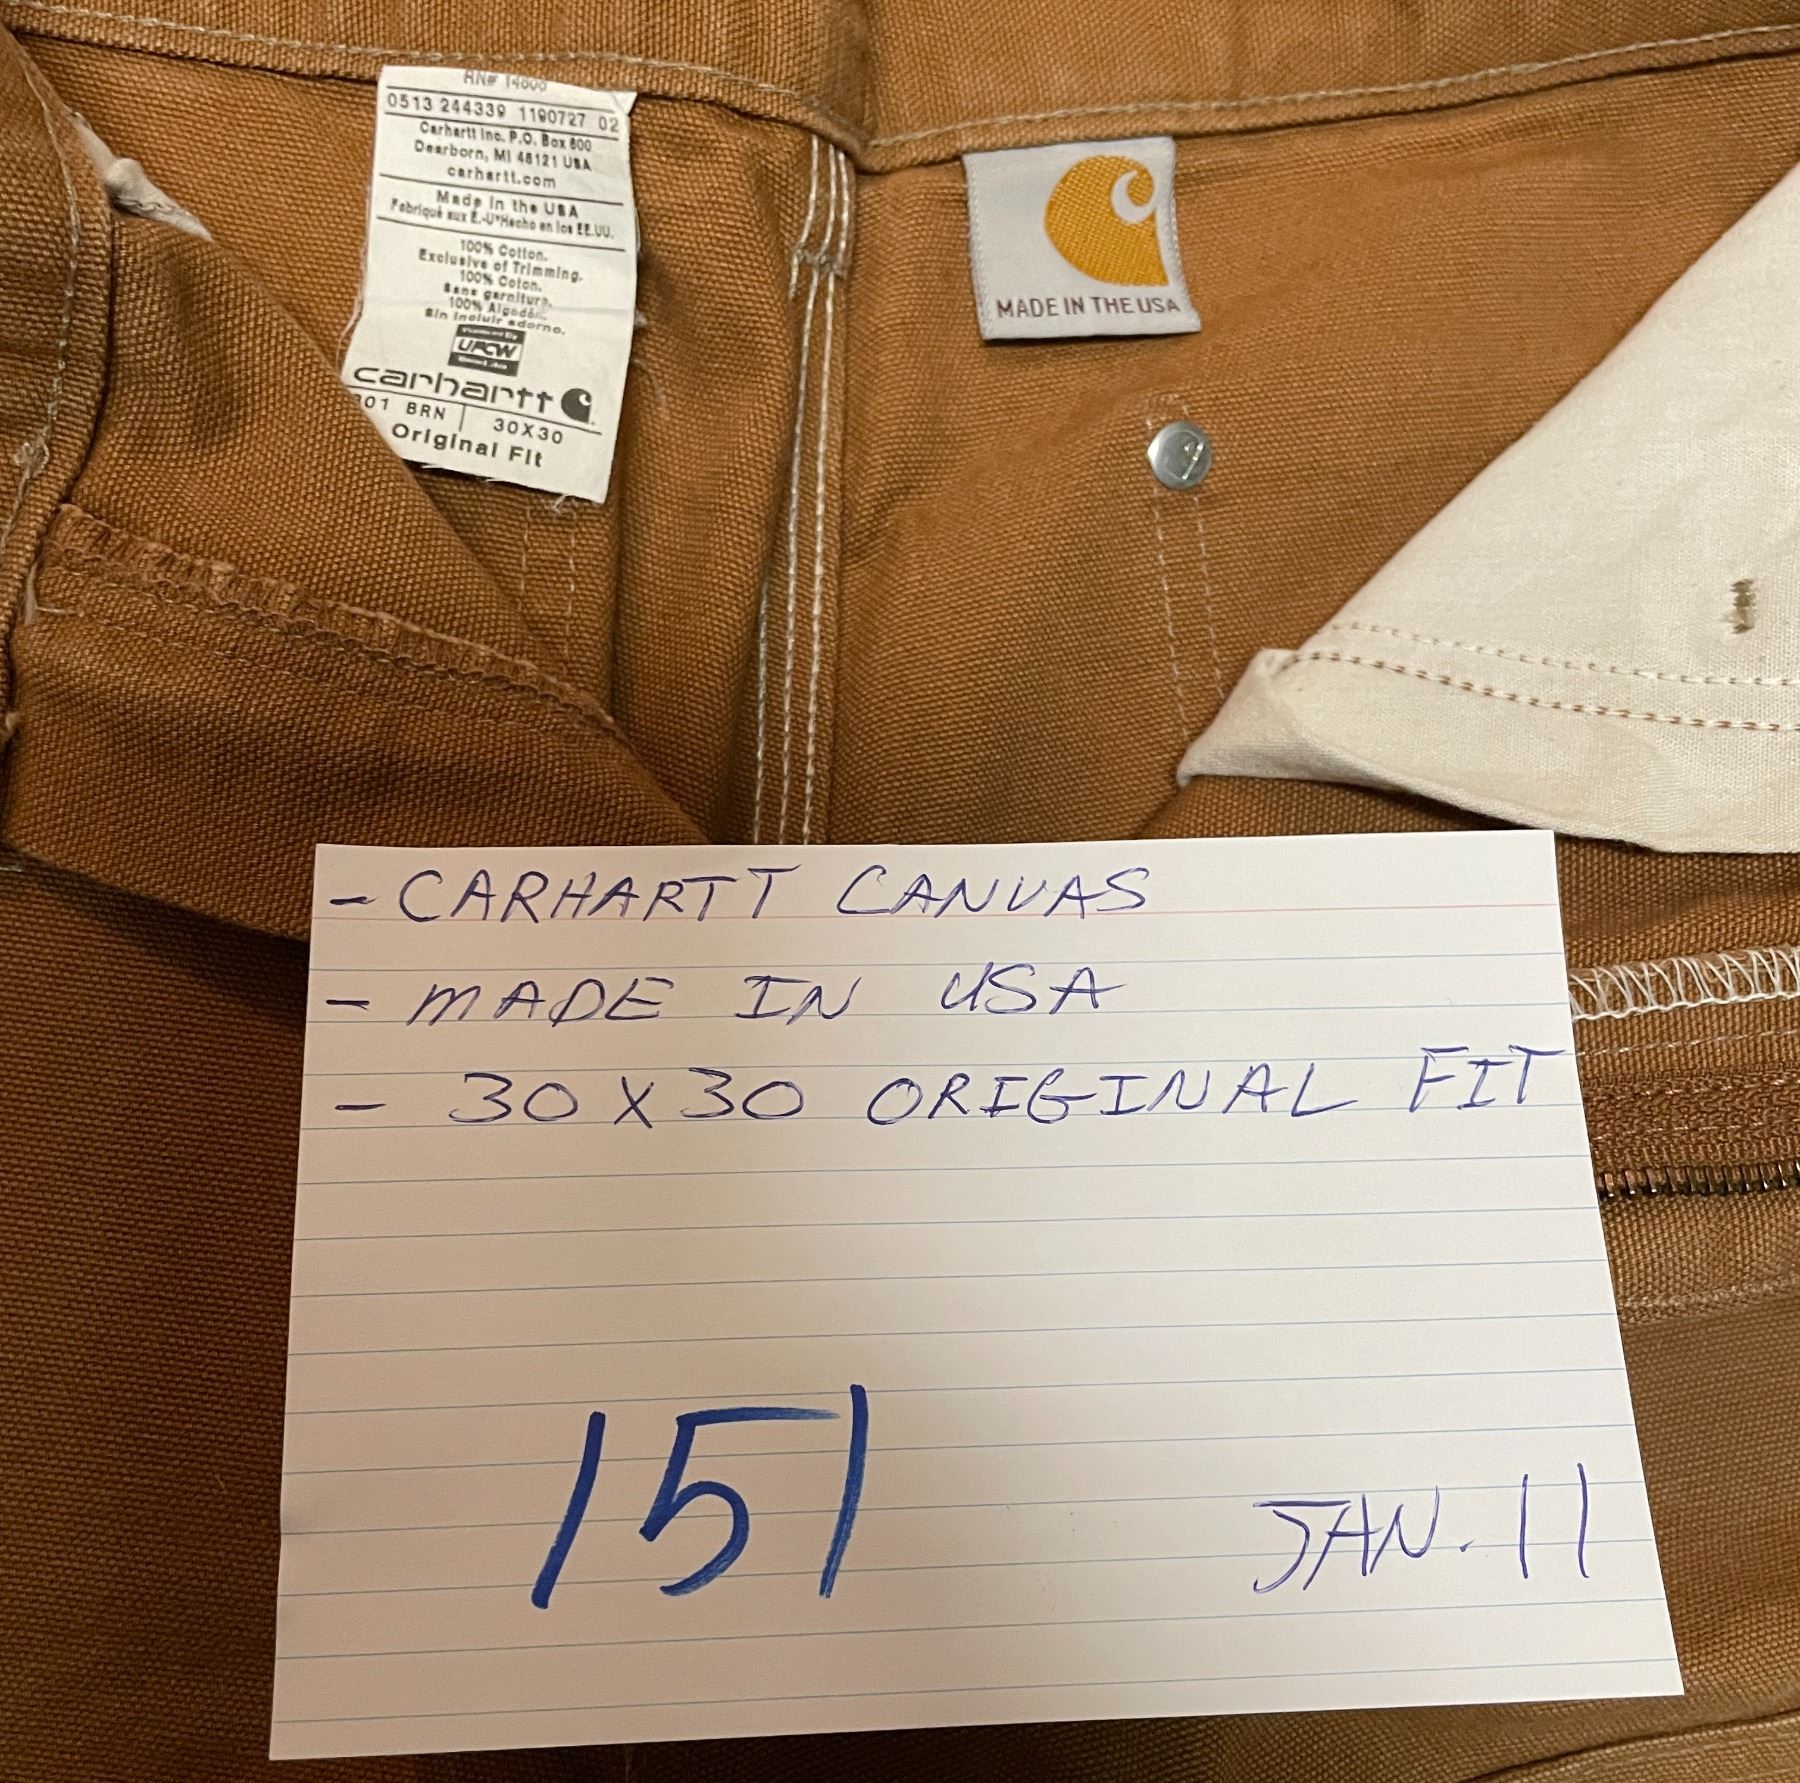 RN# 14806
0513 244339 1190727 02
Carhartt Inc. P.O. Box 600
Dearborn, MI 48121 USA
carhartt.com
Made in the USA
Fabriqué aux É.-U*Hecho en los EE.UU.
100% Cotton.
Exclusive of Trimming.
100% Coton.
Sans garniture.
100% Algodón.
Sin incluir adorno.
UFCW
carhartt
01 BRN 30X30
Original Fit
MADE IN THE USA
- CARHARTT CANVAS
- MADE IN USA
- 30 X 30 ORIGINAL FIT
151
JAN. 11